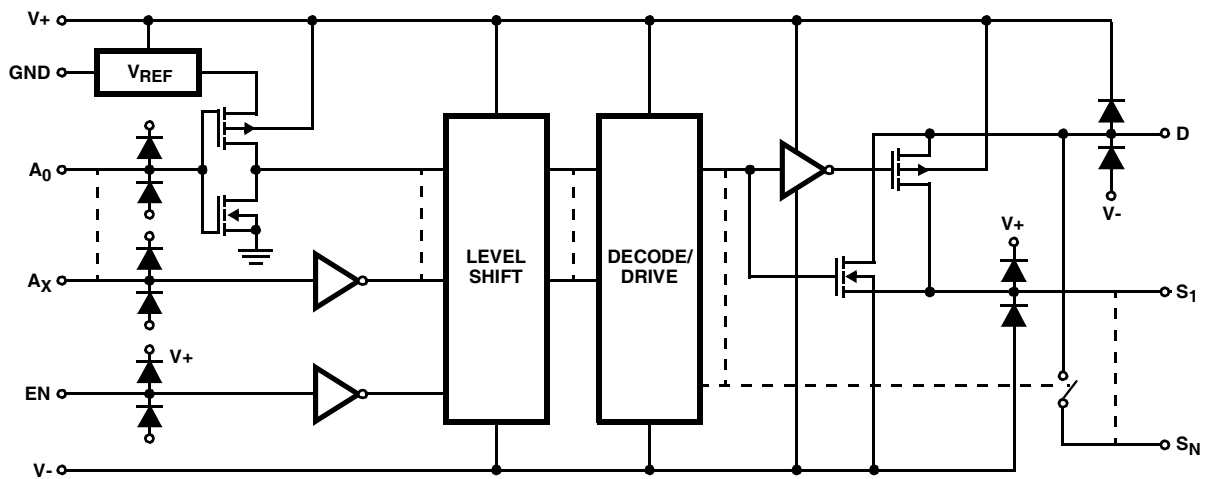 V+
GND
VREF
A0
AX
V+
EN
V-
LEVEL
SHIFT
DECODE/
DRIVE
D
V-
V+
S1
SN